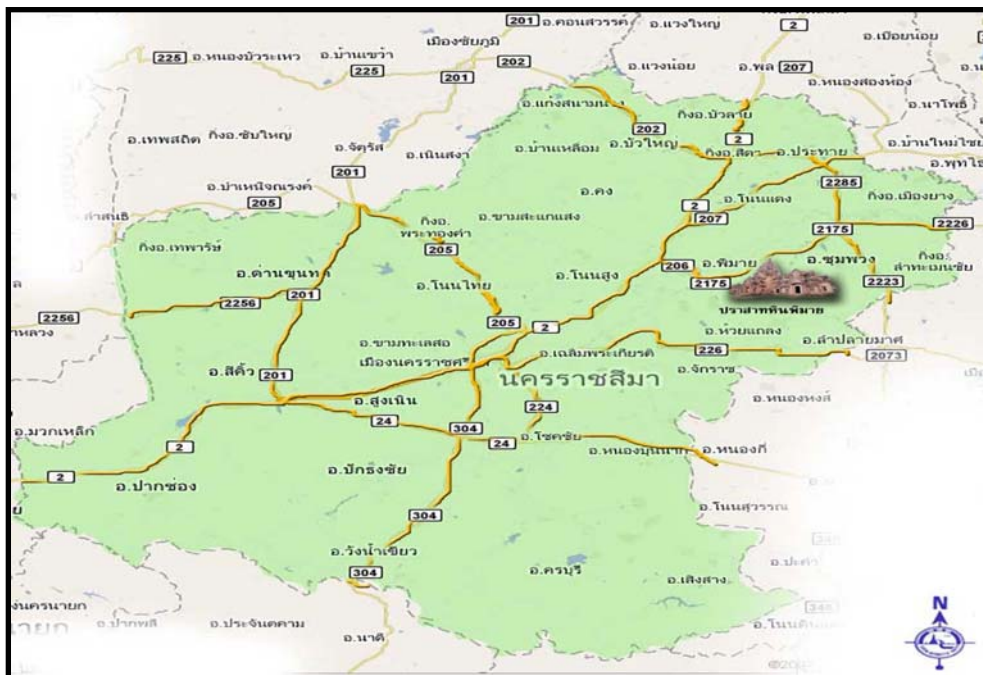 201 อ.คอนสวรรค์ อ.แวงใหญ่
2 อ.เปือยน้อย
225 อ.หนองบัวระเหว อ.บ้านเขว้า เมืองชัยภูมิ
225 201 202 อ.แวงน้อย อ.พล 207
อ.หนองสองห้อง
อ.แก้งสนามนาง กิ่งอ.บัวลาย อ.นาโพธิ์
อ.เทพสถิต กิ่งอ.ซับใหญ่ อ.จัตุรัส อ.เนินสง่า
202 2
อ.บ้านเหลื่อม อ.บัวใหญ่ กิ่งอ.สีดา อ.ประทาย อ.บ้านใหม่ไชย
201 อ.พุทไธ
อ.บำเหน็จณรงค์ อ.คง 2285
205 อ.โนนแดง กิ่งอ.เมืองยาง
ลำสนธิ 2
กิ่งอ. อ.ขามสะแกแสง 207
พระทองคำ 2175 2226
กิ่งอ.เทพารักษ์ 205 อ.พิมาย อ.ชุมพวง กิ่งอ.
อ.ด่านขุนทด อ.โนนสูง 206 ลำทะเมนชัย
อ.โนนไทย 2175 2223
2256 2256 201
ปราสาทหินพิมาย
205 2
อ.ขามทะเลสอ อ.ห้วยแถลง อ.ลำปลายมาศ
เมืองนครราชสี อ.เฉลิมพระเกียรติ 226 2073
อ.สีคิ้ว อ.จักราช
201 นครราชสีมา
อ.สูงเนิน อ.หนองหงส์
224
24 304
อ.มวกเหล็ก อ.โชคชัย
2 24 อ.หนองบุนนาก อ.หนองกี่
2 อ.ปักธงชัย
อ.ปากช่อง
อ.โนนสุวรรณ
304
อ.วังน้ำเขียว อ.ปะคำ
304 อ.ครบุรี อ.เสิงสาง
นครนายก 348
นายก อ.ปากพลี อ.ประจันตคาม อ.นาดี
N